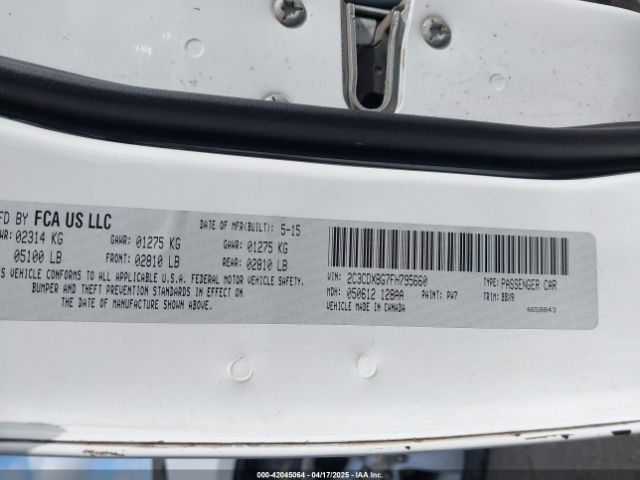 FD BY FCA US LLC
DATE OF MFR(BUILT): 5-15
WR: 02314 KG GAWR: 01275 KG GAWR: 01275 KG
05100 LB FRONT: 02810 LB REAR: 02810 LB
S VEHICLE CONFORMS TO ALL APPLICABLE U.S.A. FEDERAL MOTOR VEHICLE SAFETY,
BUMPER AND THEFT PREVENTION STANDARDS IN EFFECT ON
THE DATE OF MANUFACTURE SHOWN ABOVE.
VIN: 2C3CDXBG7FH795660 TYPE: PASSENGER CAR
MDH: 050612 128AA PAINT: PW7 TRIM: BBX9
VEHICLE MADE IN CANADA 4658843
000-42045064 - 04/17/2025 - IAAI.COM